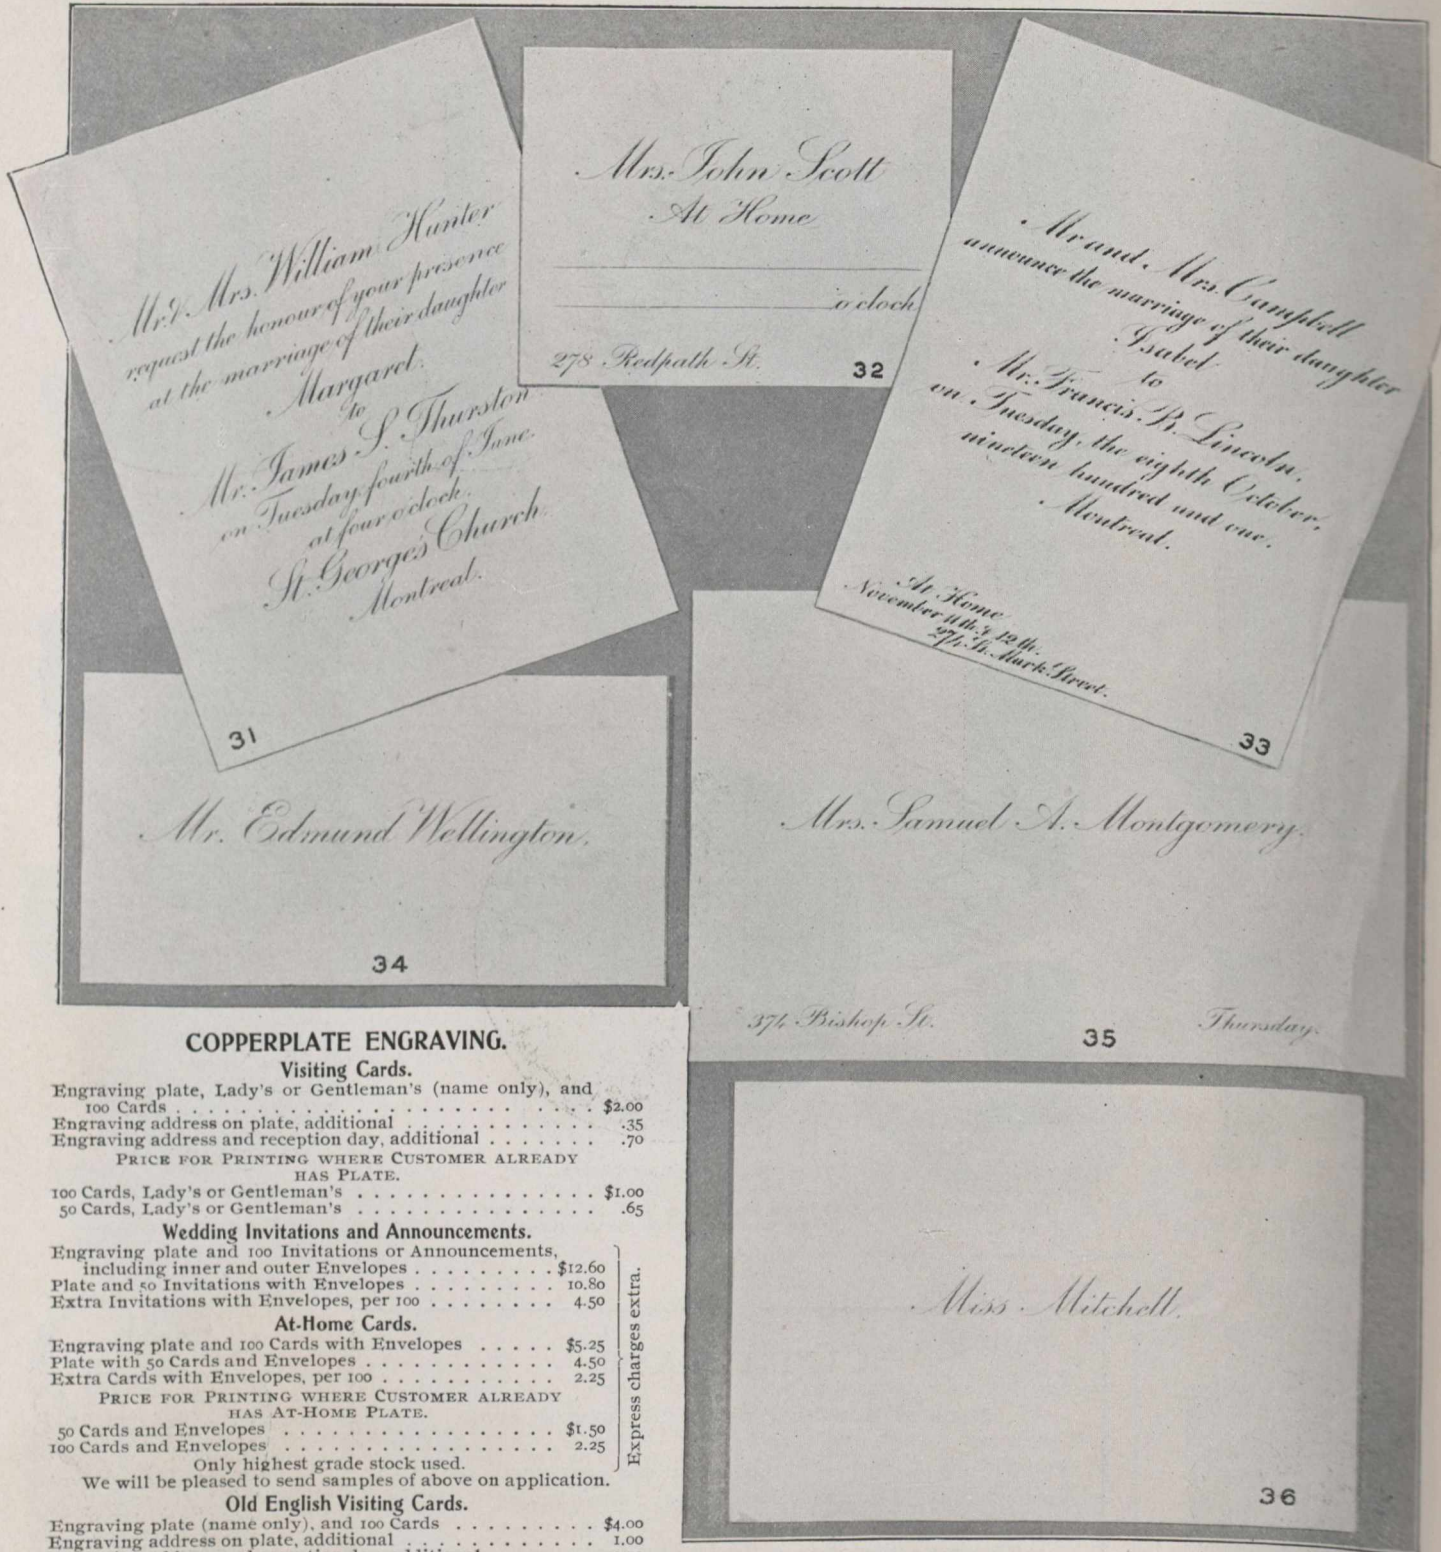 Mr. & Mrs. William Hunter
request the honour of your presence
at the marriage of their daughter
Margaret.
to
Mr. James S. Thurston
on Tuesday, fourth of June.
at four o'clock.
St. George's Church.
Montreal.
31
Mrs. John Scott
At Home
o'clock
278 Redpath St.
32
Mr and Mrs. Campbell
announce the marriage of their daughter
Isabel
to
Mr. Francis B. Lincoln,
on Tuesday, the eighth October,
nineteen hundred and one.
Montreal.
At Home
November 11th & 12th.
274 St. Mark Street.
33
Mr. Edmund Wellington.
34
Mrs. Samuel A. Montgomery.
374 Bishop St.
35
Thursday.
Miss Mitchell.
36
COPPERPLATE ENGRAVING.
Visiting Cards.
Engraving plate, Lady's or Gentleman's (name only), and
100 Cards . . . . . . . . . . . . . . . . . . . . . . . . . $2.00
Engraving address on plate, additional . . . . . . . . . . . . .35
Engraving address and reception day, additional . . . . . . . .70
PRICE FOR PRINTING WHERE CUSTOMER ALREADY
HAS PLATE.
100 Cards, Lady's or Gentleman's . . . . . . . . . . . . . . . $1.00
50 Cards, Lady's or Gentleman's . . . . . . . . . . . . . . . .65
Wedding Invitations and Announcements.
Engraving plate and 100 Invitations or Announcements,
including inner and outer Envelopes . . . . . . . . . $12.60
Plate and 50 Invitations with Envelopes . . . . . . . . . 10.80
Extra Invitations with Envelopes, per 100 . . . . . . . . 4.50
At-Home Cards.
Engraving plate and 100 Cards with Envelopes . . . . . $5.25
Plate with 50 Cards and Envelopes . . . . . . . . . . . . 4.50
Extra Cards with Envelopes, per 100 . . . . . . . . . . . 2.25
PRICE FOR PRINTING WHERE CUSTOMER ALREADY
HAS AT-HOME PLATE.
50 Cards and Envelopes . . . . . . . . . . . . . . . . . $1.50
100 Cards and Envelopes . . . . . . . . . . . . . . . . . 2.25
Express charges extra.
Only highest grade stock used.
We will be pleased to send samples of above on application.
Old English Visiting Cards.
Engraving plate (name only), and 100 Cards . . . . . . . . . $4.00
Engraving address on plate, additional . . . . . . . . . . . . 1.00